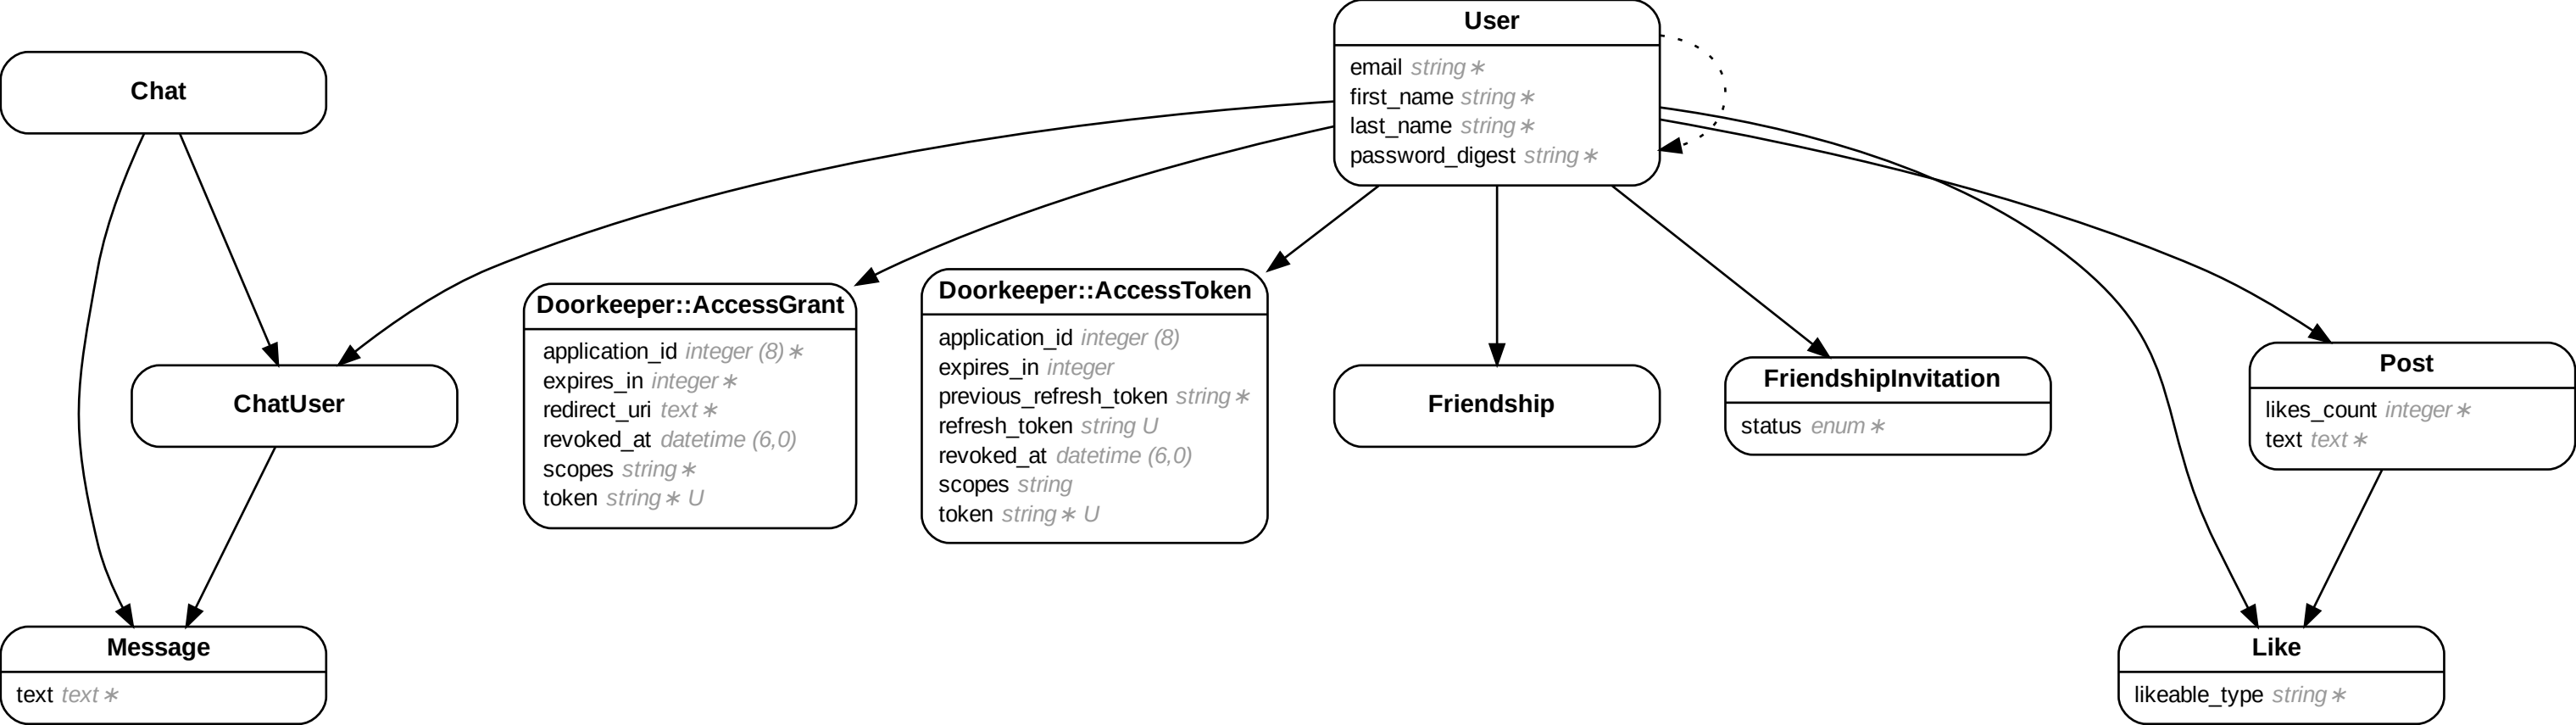 User
email string∗
first_name string∗
last_name string∗
password_digest string∗
Chat
Doorkeeper::AccessGrant
application_id integer (8)∗
expires_in integer∗
redirect_uri text∗
revoked_at datetime (6,0)
scopes string∗
token string∗ U
Doorkeeper::AccessToken
application_id integer (8)
expires_in integer
previous_refresh_token string∗
refresh_token string U
revoked_at datetime (6,0)
scopes string
token string∗ U
ChatUser
Friendship
FriendshipInvitation
status enum∗
Post
likes_count integer∗
text text∗
Message
text text∗
Like
likeable_type string∗